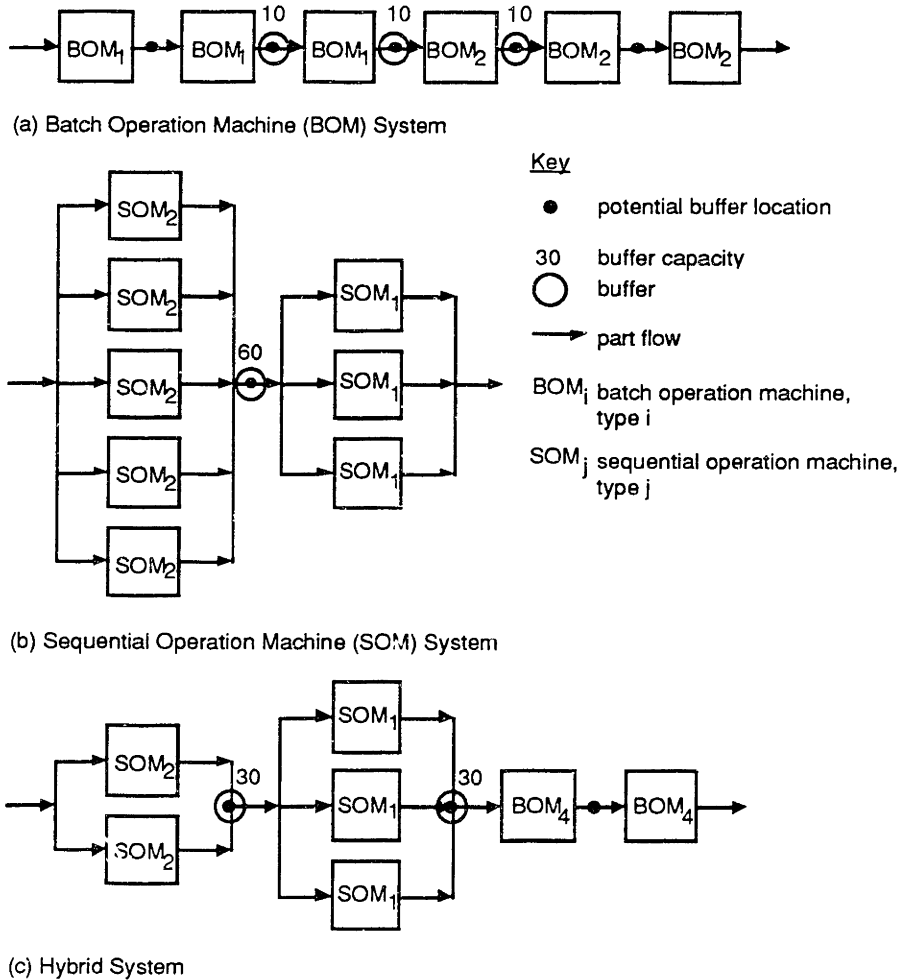 10 10 10
BOM1 BOM1 BOM1 BOM2 BOM2 BOM2
(a) Batch Operation Machine (BOM) System
Key
potential buffer location
30 buffer capacity
buffer
part flow
BOMi batch operation machine,
type i
SOMj sequential operation machine,
type j
SOM2
SOM2
SOM2
SOM2
SOM2
60
SOM1
SOM1
SOM1
(b) Sequential Operation Machine (SOM) System
SOM2
SOM2
30
SOM1
SOM1
SOM1
30
BOM4 BOM4
(c) Hybrid System